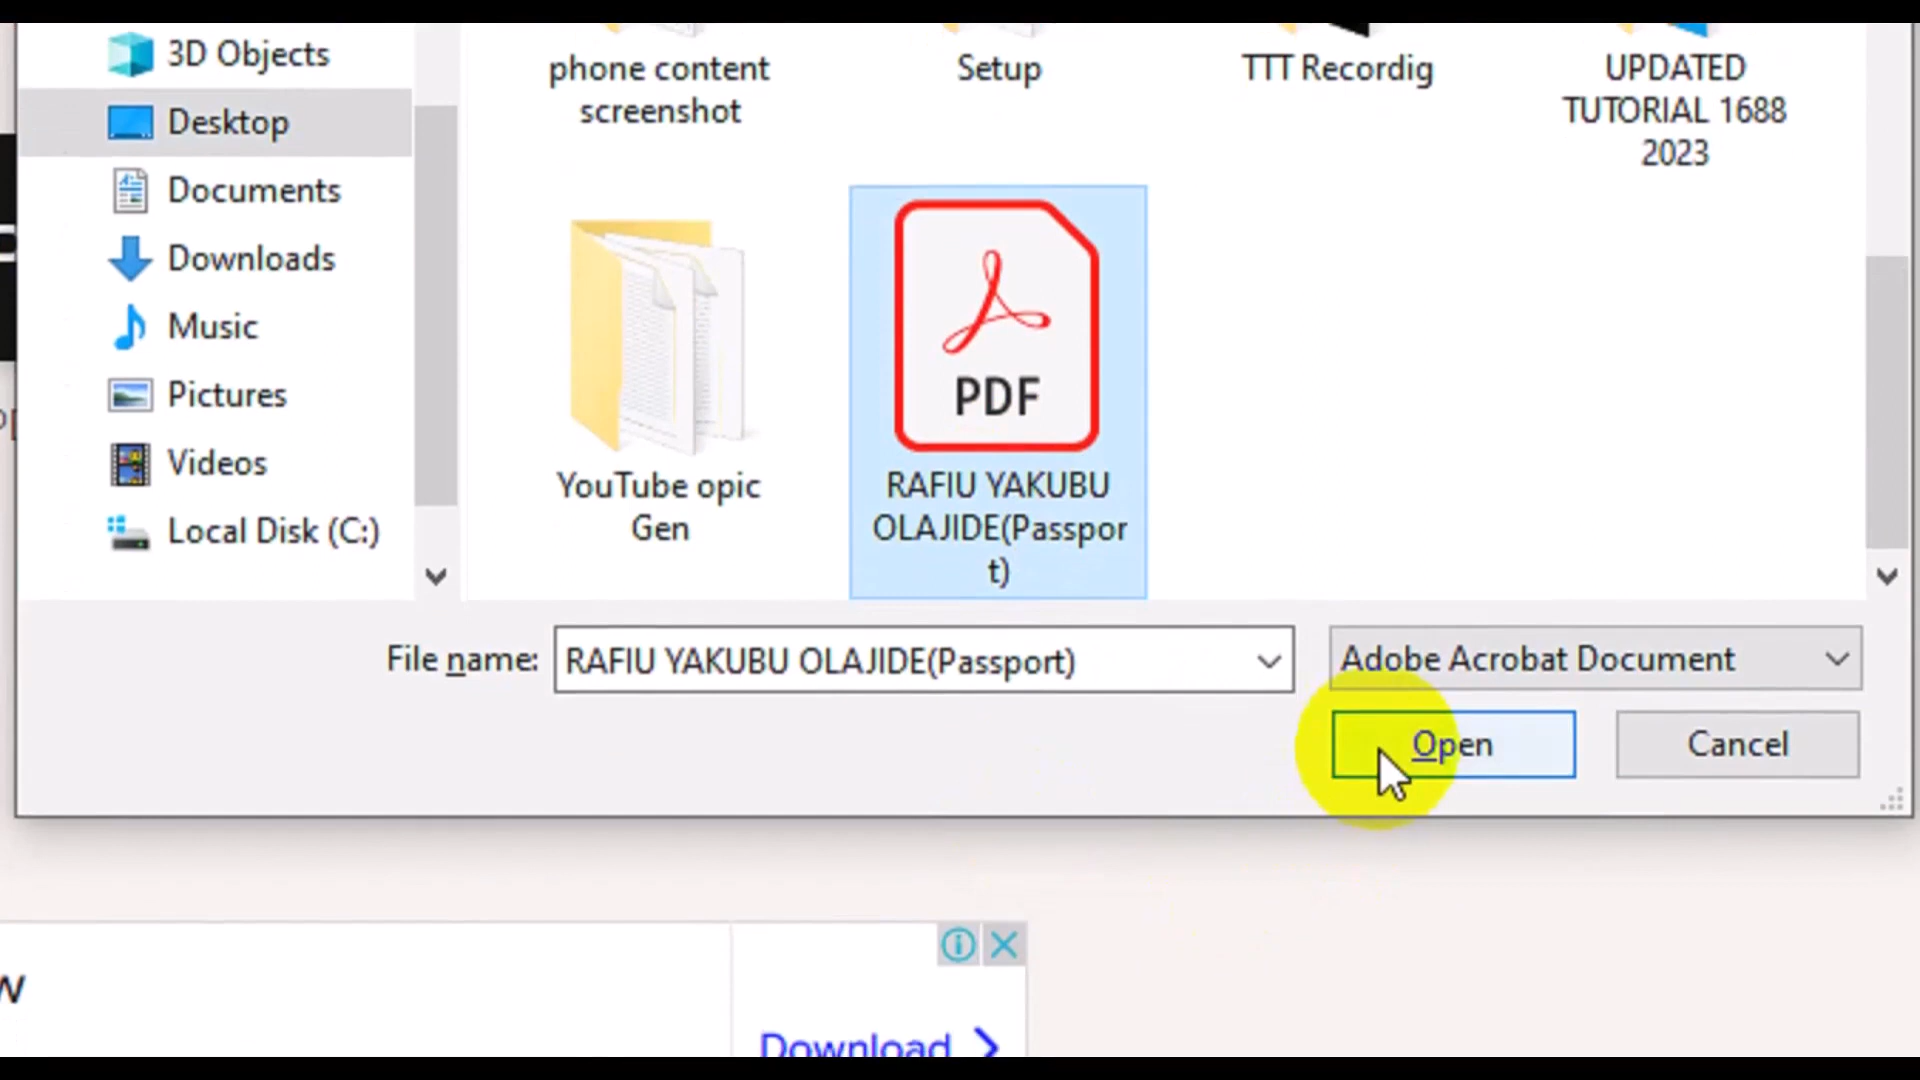 3D Objects
Desktop
Documents
Downloads
Music
Pictures
Videos
Local Disk (C:)
phone content
screenshot
Setup
TTT Recordig
UPDATED
TUTORIAL 1688
2023
YouTube opic
Gen
PDF
RAFIU YAKUBU
OLAJIDE(Passpor
t)
File name:
RAFIU YAKUBU OLAJIDE(Passport)
Adobe Acrobat Document
Open
Cancel
w
Download